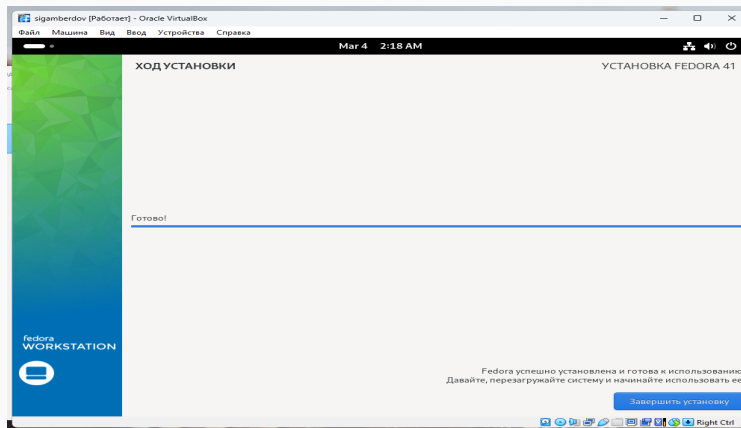 sigamberdov [Работает] - Oracle VirtualBox
Файл Машина Вид Ввод Устройства Справка
Mar 4 2:18 AM
ХОД УСТАНОВКИ
УСТАНОВКА FEDORA 41
Готово!
fedora
WORKSTATION
Fedora успешно установлена и готова к использованию
Давайте, перезагружайте систему и начинайте использовать ее
Завершить установку
Right Ctrl